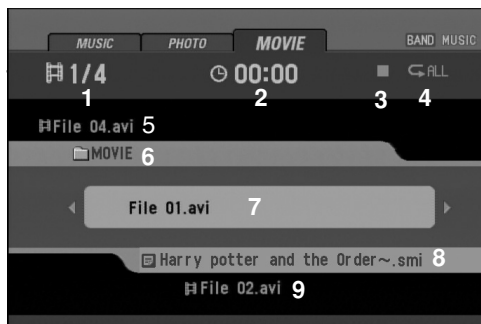 MUSIC PHOTO MOVIE BAND MUSIC
1/4 00:00 ALL
1 2 3 4
File 04.avi 5
MOVIE 6
File 01.avi 7
Harry potter and the Order~.smi 8
File 02.avi 9